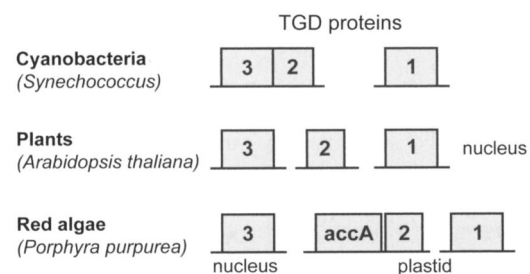 TGD proteins
Cyanobacteria
(Synechococcus)
3 2 1
Plants
(Arabidopsis thaliana)
3 2 1 nucleus
Red algae
(Porphyra purpurea)
3 accA 2 1
nucleus plastid